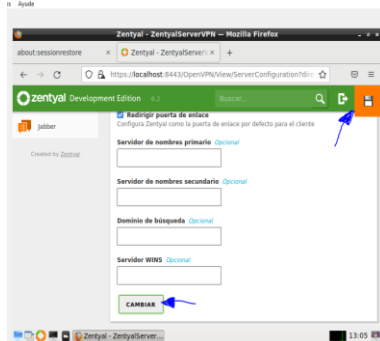 Ayuda
Zentyal - ZentyalServerVPN — Mozilla Firefox
about:sessionrestore
Zentyal - ZentyalServerV
https://localhost:8443/OpenVPN/View/ServerConfiguration?dire
zentyal Development Edition 6.2
Buscar...
Jabber
Created by Zentyal
Redirigir puerta de enlace
Configura Zentyal como la puerta de enlace por defecto para el cliente
Servidor de nombres primario Opcional
Servidor de nombres secundario Opcional
Dominio de búsqueda Opcional
Servidor WINS Opcional
CAMBIAR
Zentyal - ZentyalServer...
13:05